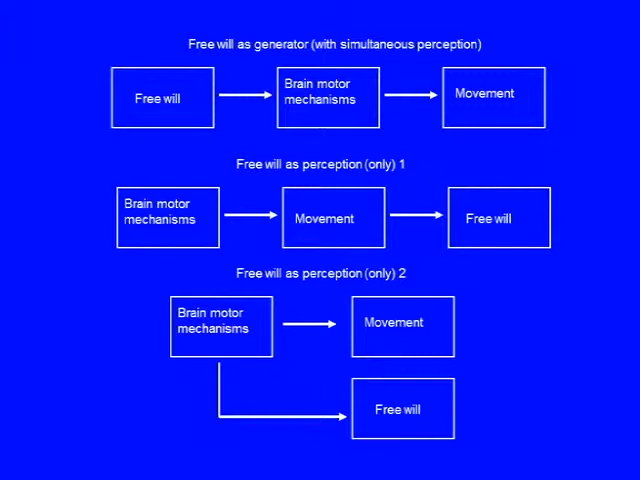 Free will as generator (with simultaneous perception)
Free will
Brain motor
mechanisms
Movement
Free will as perception (only) 1
Brain motor
mechanisms
Movement
Free will
Free will as perception (only) 2
Brain motor
mechanisms
Movement
Free will